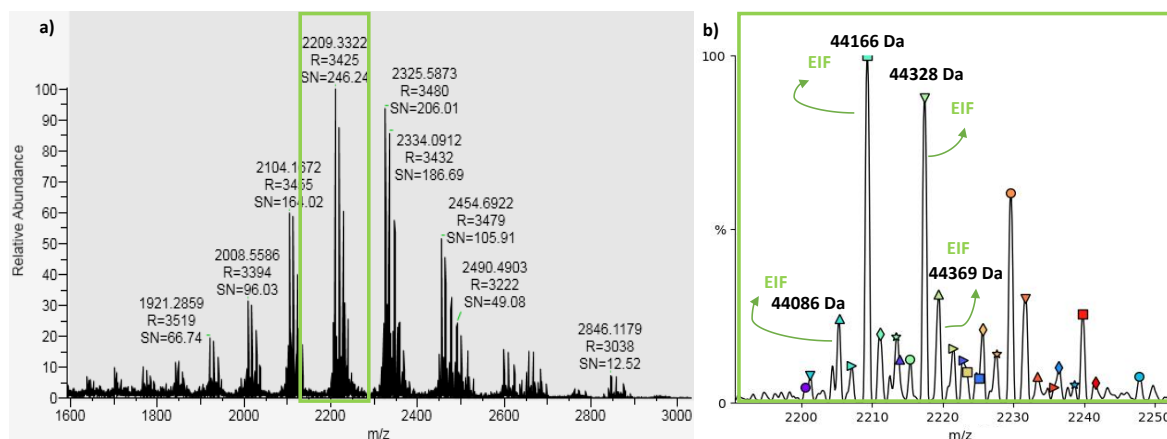 a)
2209.3322
R=3425
SN=246.24
2325.5873
R=3480
SN=206.01
2334.0912
R=3432
SN=186.69
2104.1672
R=3455
SN=164.02
2454.6922
R=3479
SN=105.91
2008.5586
R=3394
SN=96.03
2490.4903
R=3222
SN=49.08
1921.2859
R=3519
SN=66.74
2846.1179
R=3038
SN=12.52
Relative Abundance
100
90
80
70
60
50
40
30
20
10
0
1600
2000
2200
2400
2600
2800
3000
m/z
b)
44166 Da
EIF
44328 Da
EIF
EIF
44369 Da
EIF
44086 Da
100
%
0
2200
2210
2220
2230
2240
2250
m/z